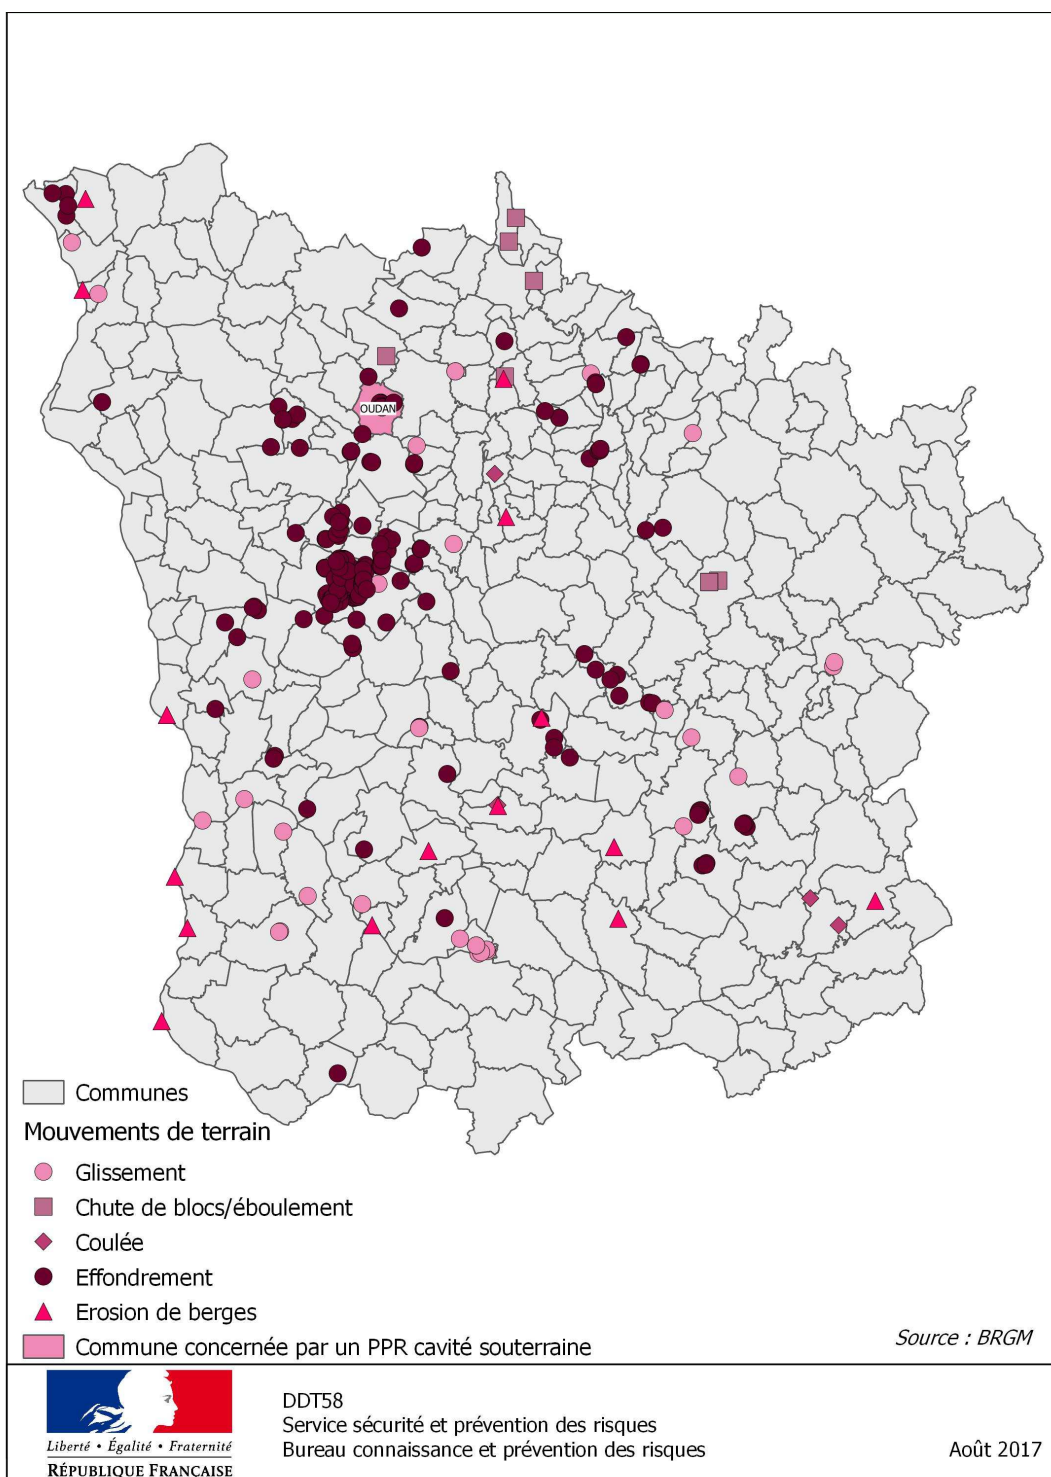 OUDAN
Communes
Mouvements de terrain
Glissement
Chute de blocs/éboulement
Coulée
Effondrement
Erosion de berges
Commune concernée par un PPR cavité souterraine
Source : BRGM
Liberté • Égalité • Fraternité
RÉPUBLIQUE FRANÇAISE
DDT58
Service sécurité et prévention des risques
Bureau connaissance et prévention des risques
Août 2017